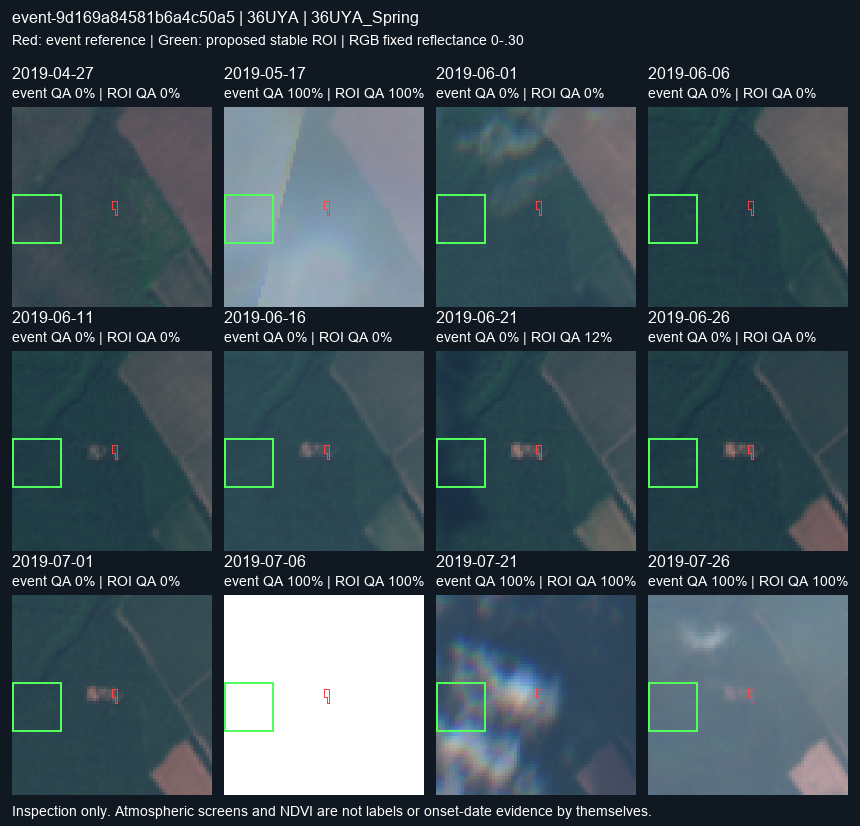 event-9d169a84581b6a4c50a5 | 36UYA | 36UYA_Spring
Red: event reference | Green: proposed stable ROI | RGB fixed reflectance 0-.30
2019-04-27
event QA 0% | ROI QA 0%
2019-05-17
event QA 100% | ROI QA 100%
2019-06-01
event QA 0% | ROI QA 0%
2019-06-06
event QA 0% | ROI QA 0%
2019-06-11
event QA 0% | ROI QA 0%
2019-06-16
event QA 0% | ROI QA 0%
2019-06-21
event QA 0% | ROI QA 12%
2019-06-26
event QA 0% | ROI QA 0%
2019-07-01
event QA 0% | ROI QA 0%
2019-07-06
event QA 100% | ROI QA 100%
2019-07-21
event QA 100% | ROI QA 100%
2019-07-26
event QA 100% | ROI QA 100%
Inspection only. Atmospheric screens and NDVI are not labels or onset-date evidence by themselves.